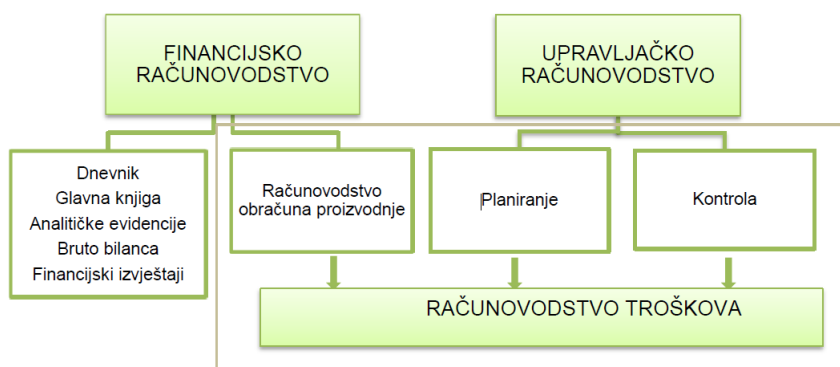 FINANCIJSKO
RAČUNOVODSTVO
UPRAVLJAČKO
RAČUNOVODSTVO
Dnevnik
Glavna knjiga
Analitičke evidencije
Bruto bilanca
Financijski izvještaji
Računovodstvo
obračuna proizvodnje
Planiranje
Kontrola
RAČUNOVODSTVO TROŠKOVA